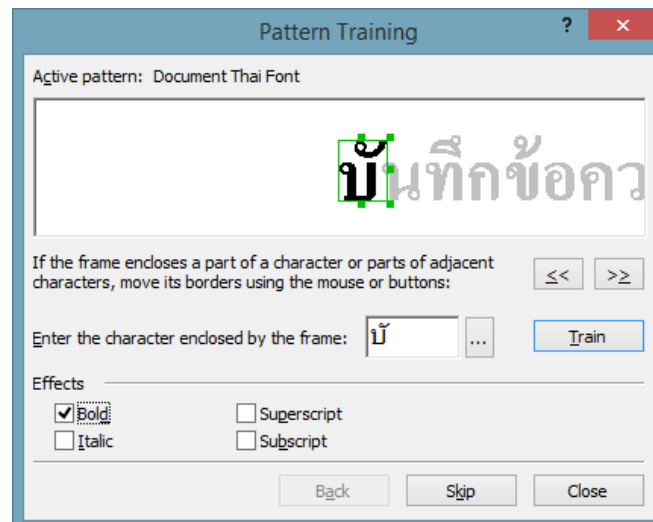 Pattern Training
? ×
Active pattern: Document Thai Font
บันทึกข้อคว
If the frame encloses a part of a character or parts of adjacent
characters, move its borders using the mouse or buttons:
<< >>
Enter the character enclosed by the frame: บั ... Train
Effects
Bold Superscript
Italic Subscript
Back Skip Close